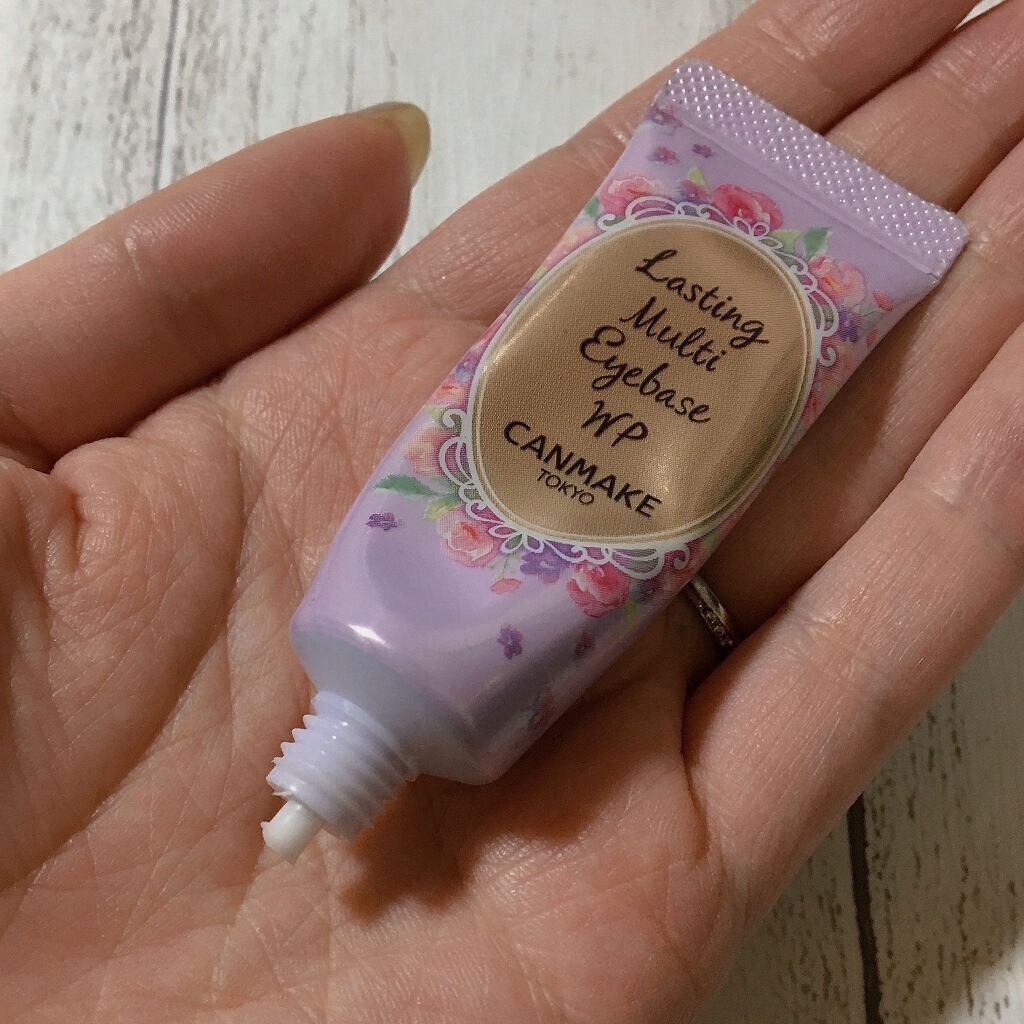 Lasting
Multi
Eyebase
WP
CANMAKE
TOKYO